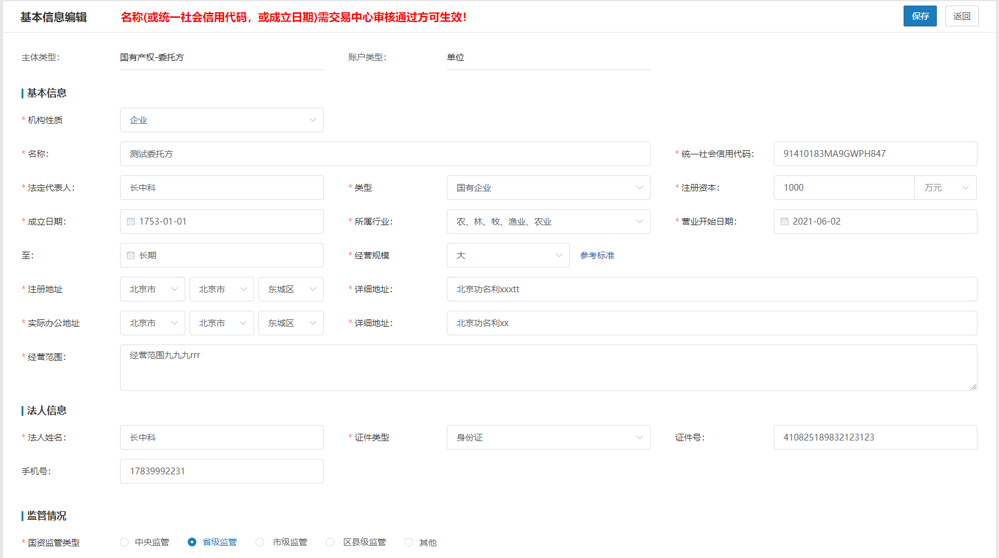 基本信息编辑 名称(或统一社会信用代码，或成立日期)需交易中心审核通过方可生效！ 保存 返回
主体类型： 国有产权-委托方 账户类型： 单位
基本信息
* 机构性质 企业
* 名称： 测试委托方 * 统一社会信用代码： 91410183MA9GWPH847
* 法定代表人： 长中科 * 类型 国有企业 * 注册资本： 1000 万元
* 成立日期： 1753-01-01 * 所属行业： 农、林、牧、渔业、农业 * 营业开始日期： 2021-06-02
至： 长期 * 经营规模 大 参考标准
* 注册地址 北京市 北京市 东城区 * 详细地址： 北京功名利xxxtt
* 实际办公地址 北京市 北京市 东城区 * 详细地址： 北京功名利xx
* 经营范围： 经营范围九九九rrr
法人信息
* 法人姓名： 长中科 * 证件类型 身份证 证件号： 410825189832123123
手机号： 17839992231
监管情况
* 国资监管类型 中央监管 省级监管 市级监管 区县级监管 其他